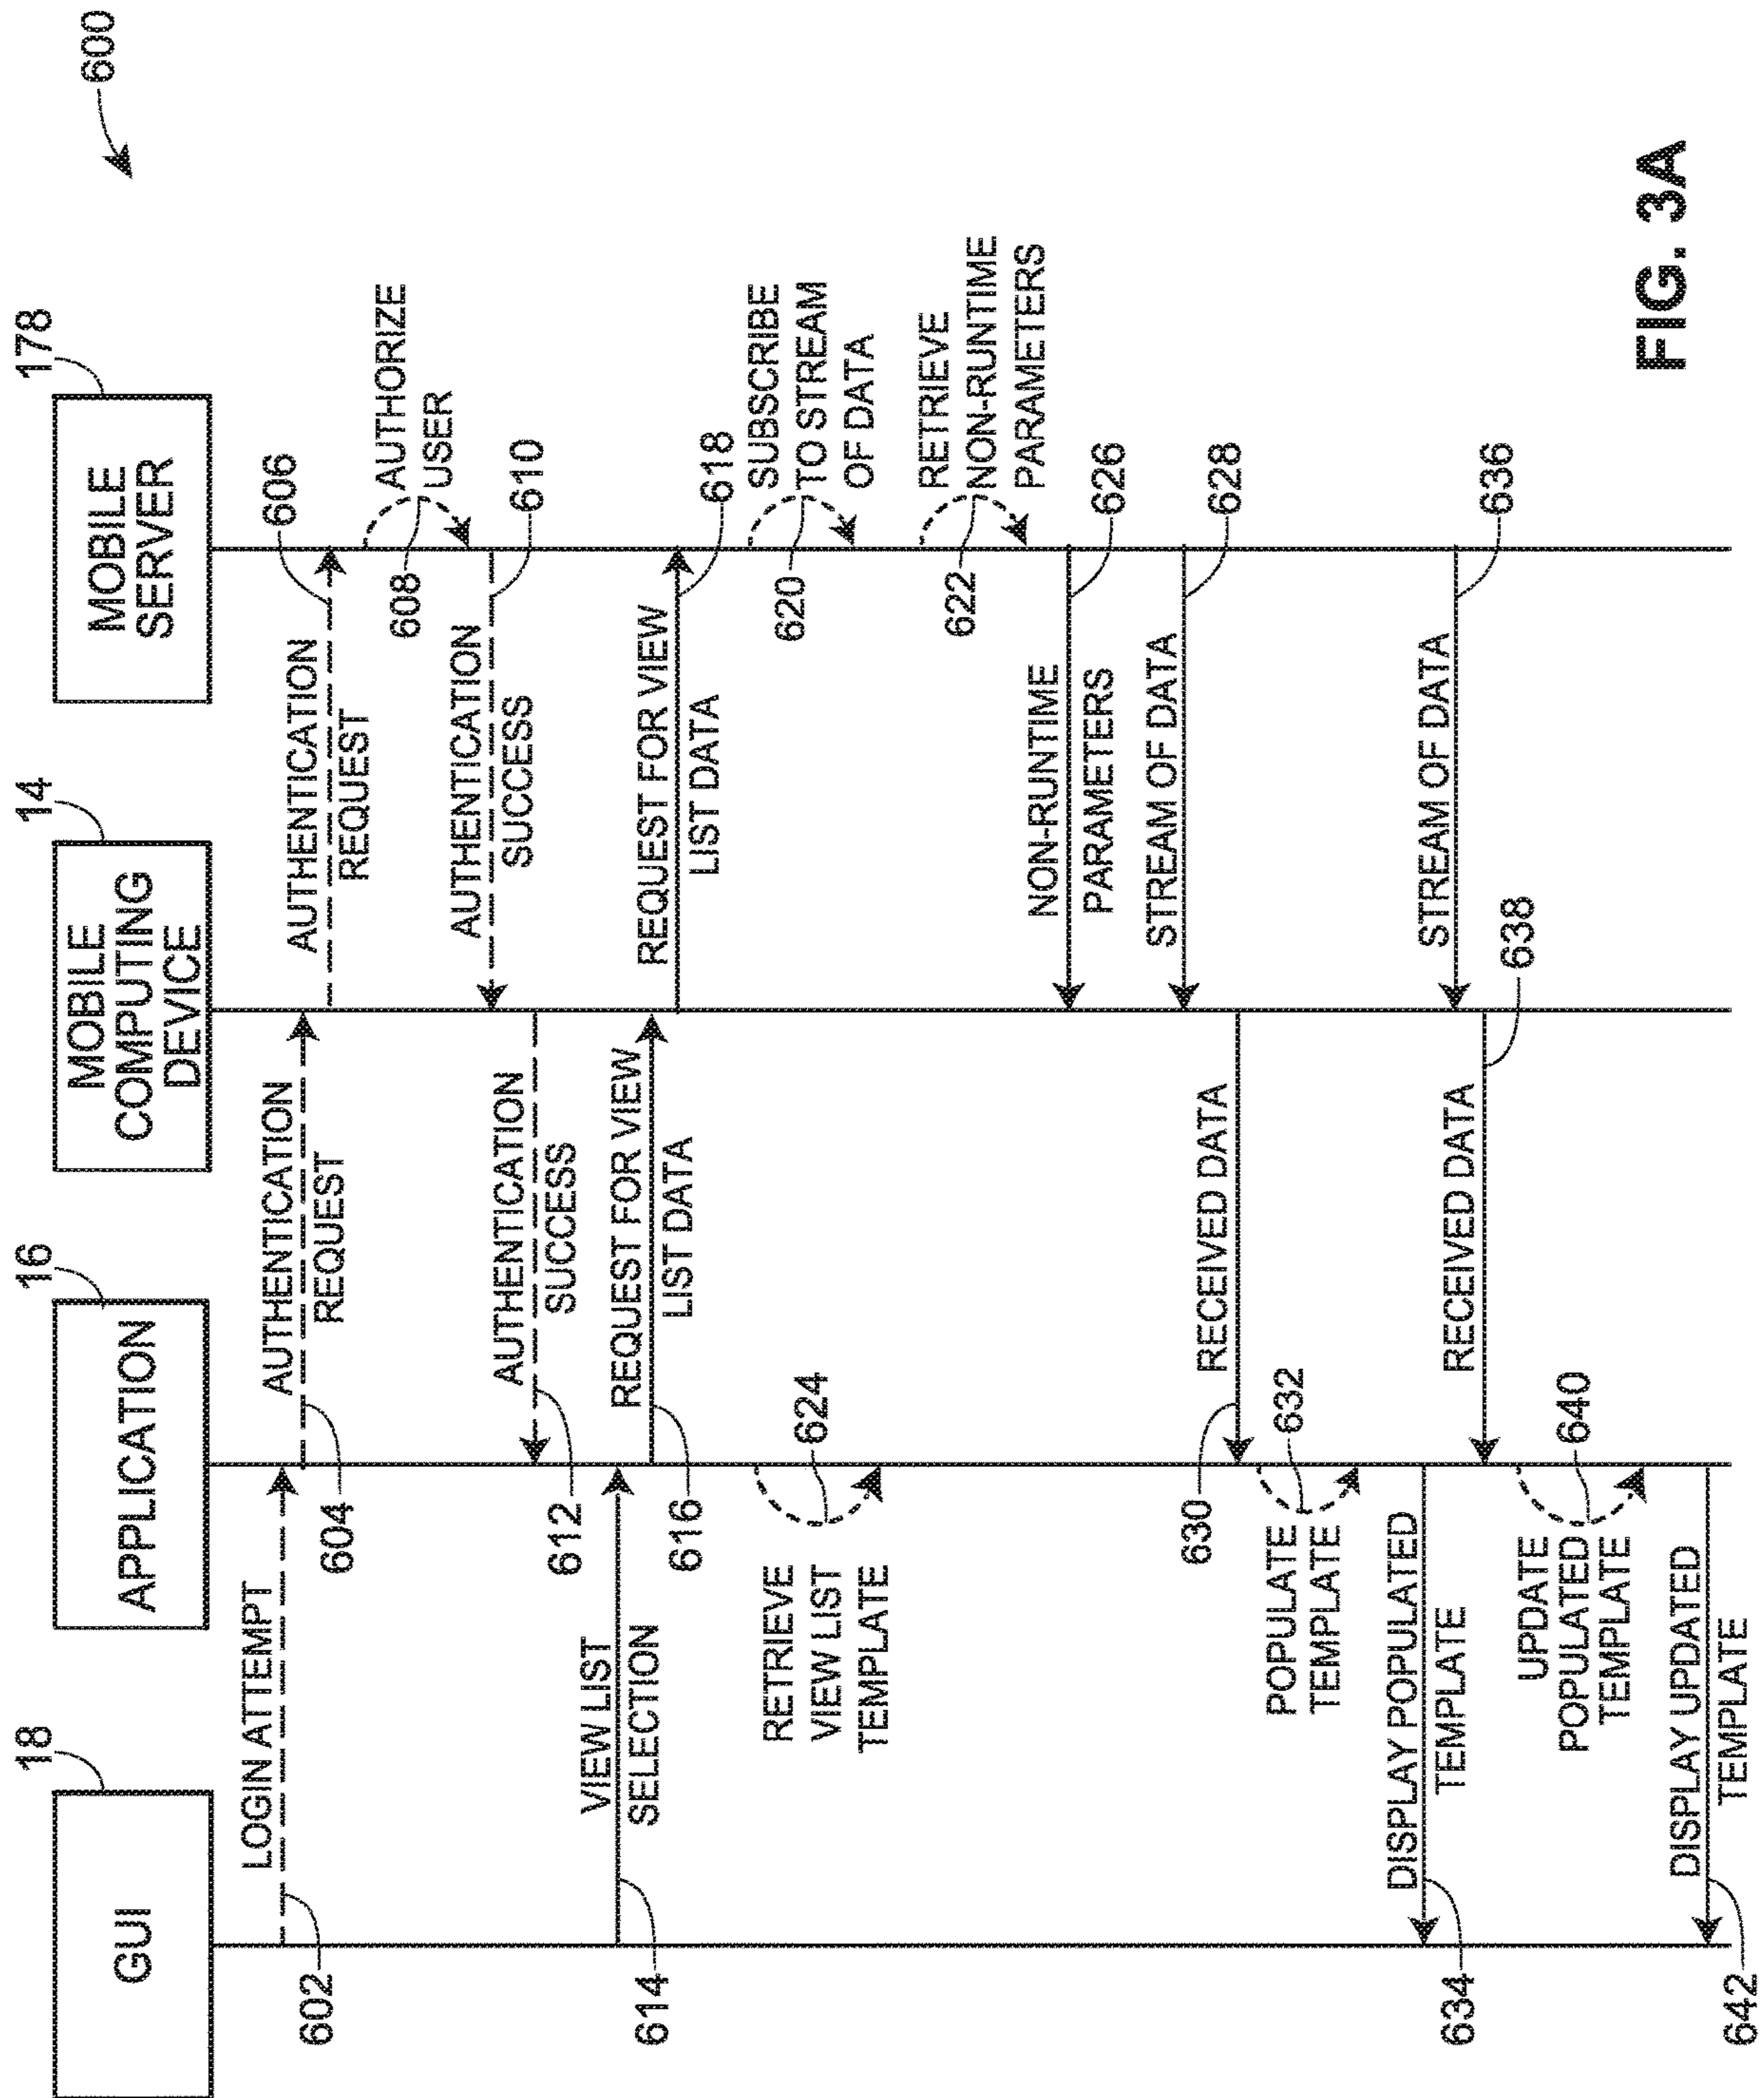 600
18
16
14
178
GUI
APPLICATION
MOBILE
COMPUTING
DEVICE
MOBILE
SERVER
LOGIN ATTEMPT
602
AUTHENTICATION
REQUEST
604
AUTHENTICATION
REQUEST
606
AUTHORIZE
USER
608
AUTHENTICATION
SUCCESS
610
AUTHENTICATION
SUCCESS
612
VIEW LIST
SELECTION
614
REQUEST FOR VIEW
LIST DATA
616
REQUEST FOR VIEW
LIST DATA
618
SUBSCRIBE
TO STREAM
OF DATA
620
RETRIEVE
NON-RUNTIME
PARAMETERS
622
RETRIEVE
VIEW LIST
TEMPLATE
624
NON-RUNTIME
PARAMETERS
626
STREAM OF DATA
628
RECEIVED DATA
630
POPULATE
TEMPLATE
632
DISPLAY POPULATED
TEMPLATE
634
STREAM OF DATA
636
RECEIVED DATA
638
UPDATE
POPULATED
TEMPLATE
640
DISPLAY UPDATED
TEMPLATE
642
FIG. 3A